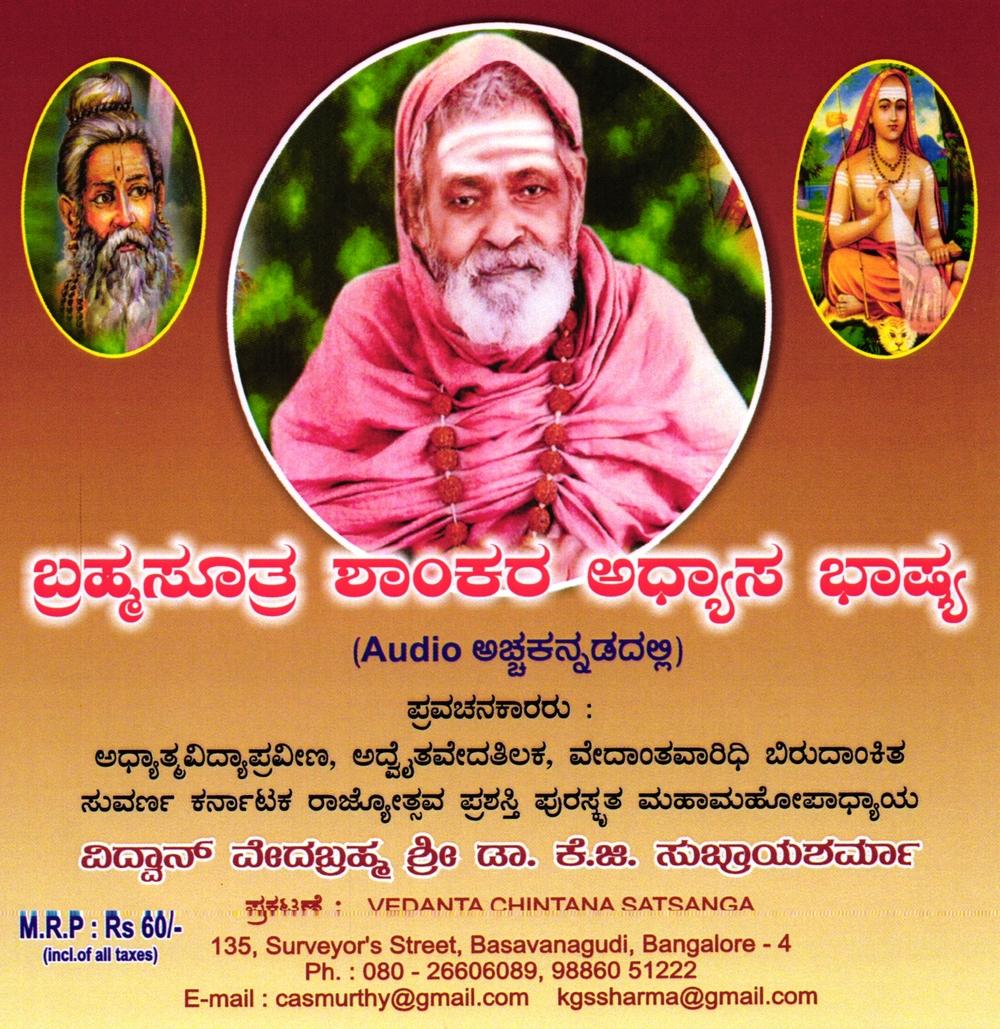 ಬ್ರಹ್ಮಸೂತ್ರ ಶಾಂಕರ ಅಧ್ಯಾಸ ಭಾಷ್ಯ
(Audio ಅಚ್ಚಕನ್ನಡದಲ್ಲಿ)
ಪ್ರವಚನಕಾರರು :
ಅಧ್ಯಾತ್ಮವಿದ್ಯಾಪ್ರವೀಣ, ಅದ್ವೈತವೇದತಿಲಕ, ವೇದಾಂತವಾರಿಧಿ ಬಿರುದಾಂಕಿತ
ಸುವರ್ಣ ಕರ್ನಾಟಕ ರಾಜ್ಯೋತ್ಸವ ಪ್ರಶಸ್ತಿ ಪುರಸ್ಕೃತ ಮಹಾಮಹೋಪಾಧ್ಯಾಯ
ವಿದ್ವಾನ್ ವೇದಬ್ರಹ್ಮ ಶ್ರೀ ಡಾ. ಕೆ.ಜಿ. ಸುಬ್ರಾಯಶರ್ಮಾ
ಪ್ರಕಟಣೆ : VEDANTA CHINTANA SATSANGA
M.R.P : Rs 60/-
(incl.of all taxes)
135, Surveyor's Street, Basavanagudi, Bangalore - 4
Ph. : 080 - 26606089, 98860 51222
E-mail : casmurthy@gmail.com kgssharma@gmail.com